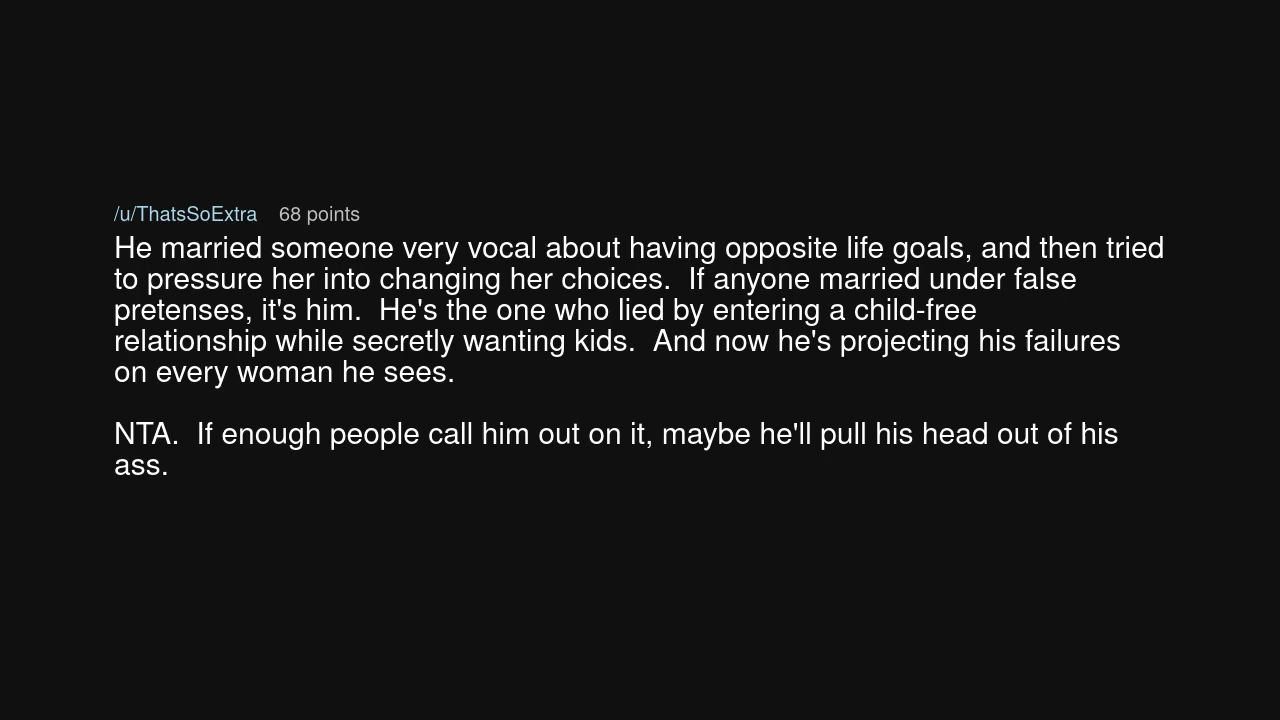 /u/ThatsSoExtra 68 points
He married someone very vocal about having opposite life goals, and then tried
to pressure her into changing her choices.  If anyone married under false
pretenses, it's him.  He's the one who lied by entering a child-free
relationship while secretly wanting kids.  And now he's projecting his failures
on every woman he sees.
NTA.  If enough people call him out on it, maybe he'll pull his head out of his
ass.